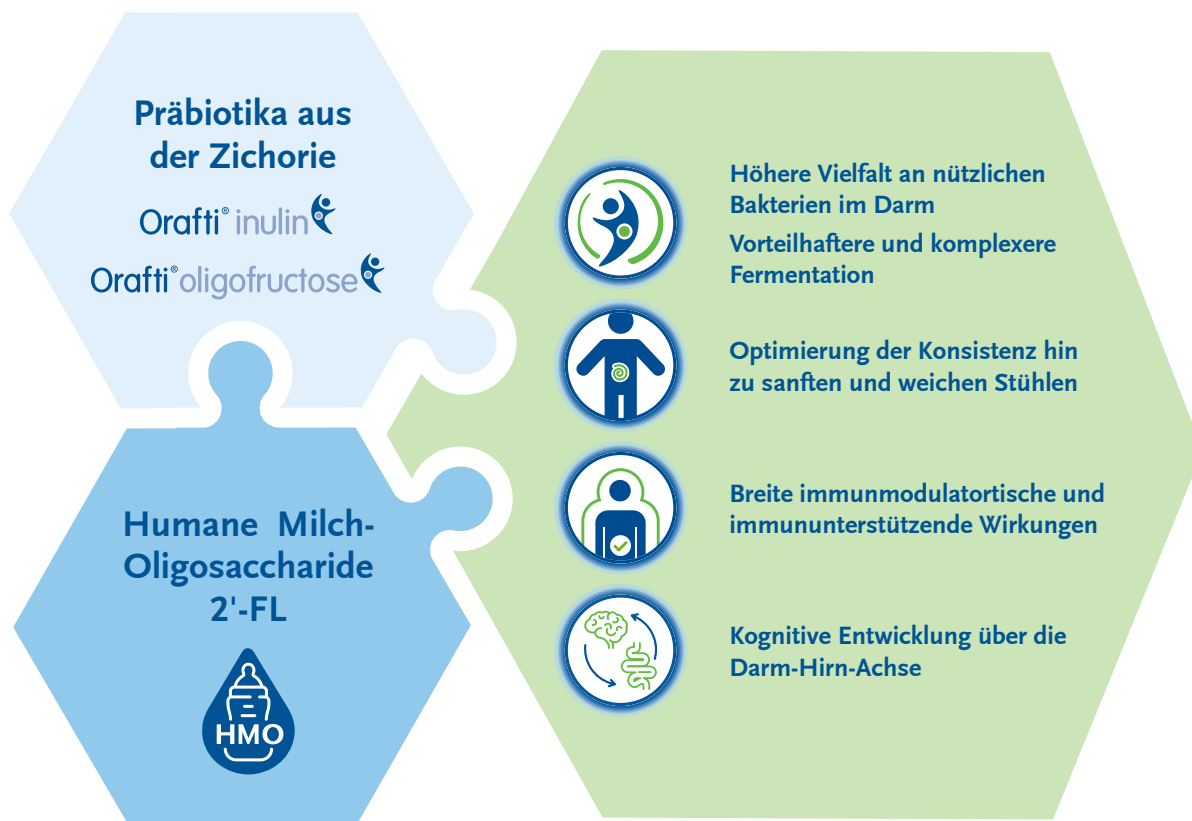 Präbiotika aus
der Zichorie
Orafti® inulin
Orafti® oligofructose
Humane Milch-
Oligosaccharide
2'-FL
HMO
Höhere Vielfalt an nützlichen
Bakterien im Darm
Vorteilhaftere und komplexere
Fermentation
Optimierung der Konsistenz hin
zu sanften und weichen Stühlen
Breite immunmodulatortische und
immununterstützende Wirkungen
Kognitive Entwicklung über die
Darm-Hirn-Achse